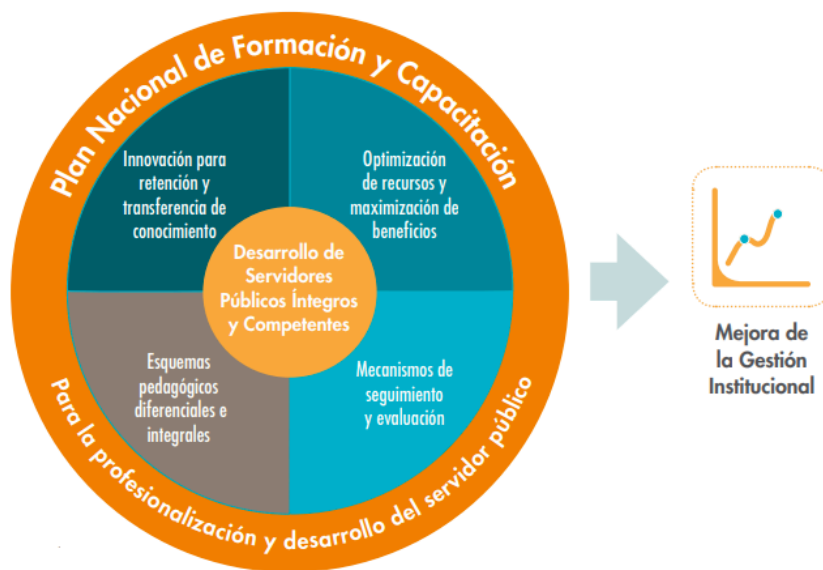 Plan Nacional de Formación y Capacitación
Innovación para
retención y
transferencia de
conocimiento
Optimización
de recursos y
maximización de
beneficios
Desarrollo de
Servidores
Públicos Íntegros
y Competentes
Esquemas
pedagógicos
diferenciales e
integrales
Mecanismos de
seguimiento
y evaluación
Para la profesionalización y desarrollo del servidor público
Mejora de
la Gestión
Institucional